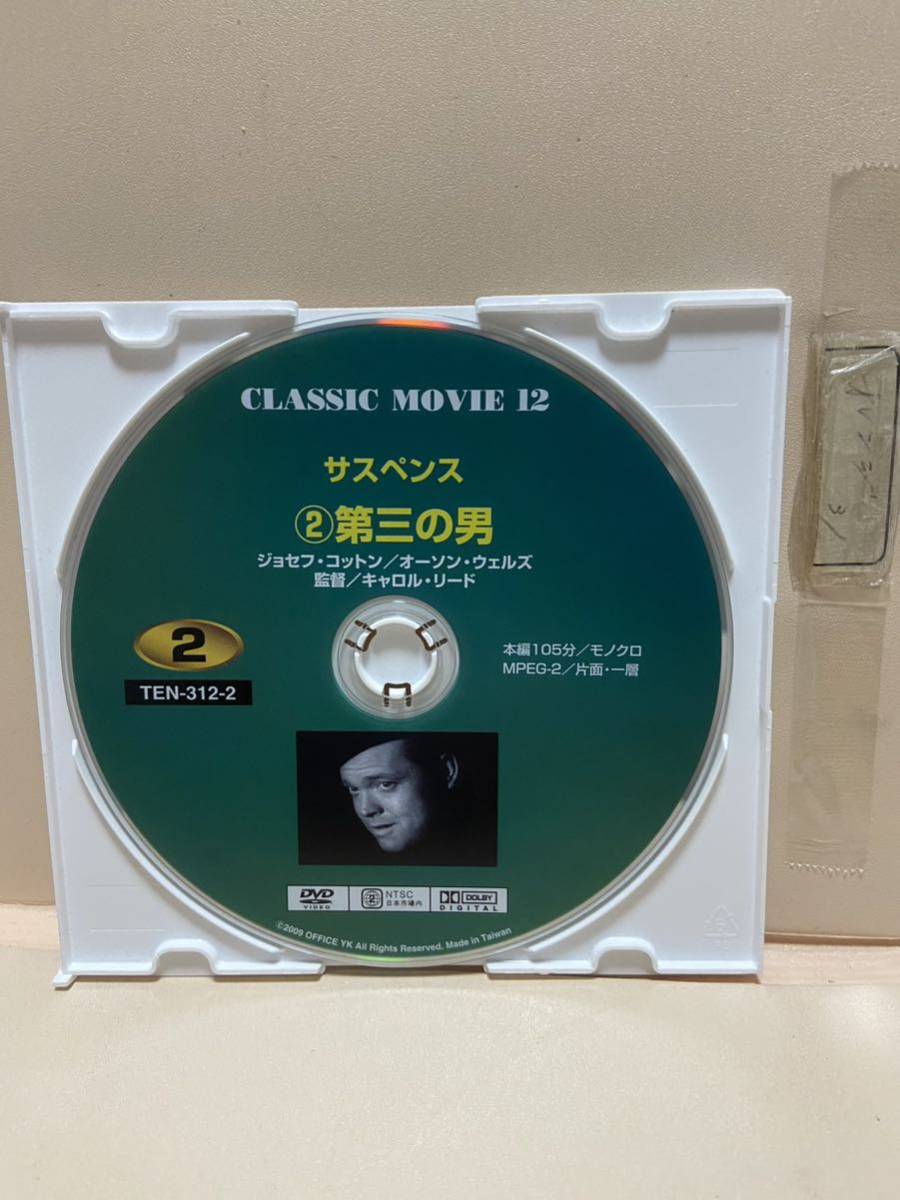 CLASSIC MOVIE 12
サスペンス
②第三の男
ジョセフ・コットン／オーソン・ウェルズ
監督／キャロル・リード
2
TEN-312-2
本編105分／モノクロ
MPEG-2／片面・一層
DVD
VIDEO
2
NTSC
日本市場内
DOLBY
DIGITAL
©2009 OFFICE YK All Rights Reserved. Made in Taiwan